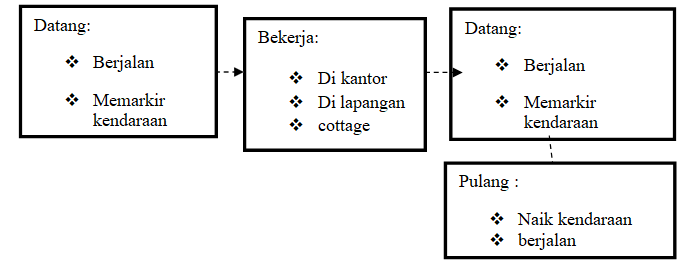 Datang:
❖ Berjalan
❖ Memarkir
kendaraan
Bekerja:
❖ Di kantor
❖ Di lapangan
❖ cottage
Datang:
❖ Berjalan
❖ Memarkir
kendaraan
Pulang :
❖ Naik kendaraan
❖ berjalan